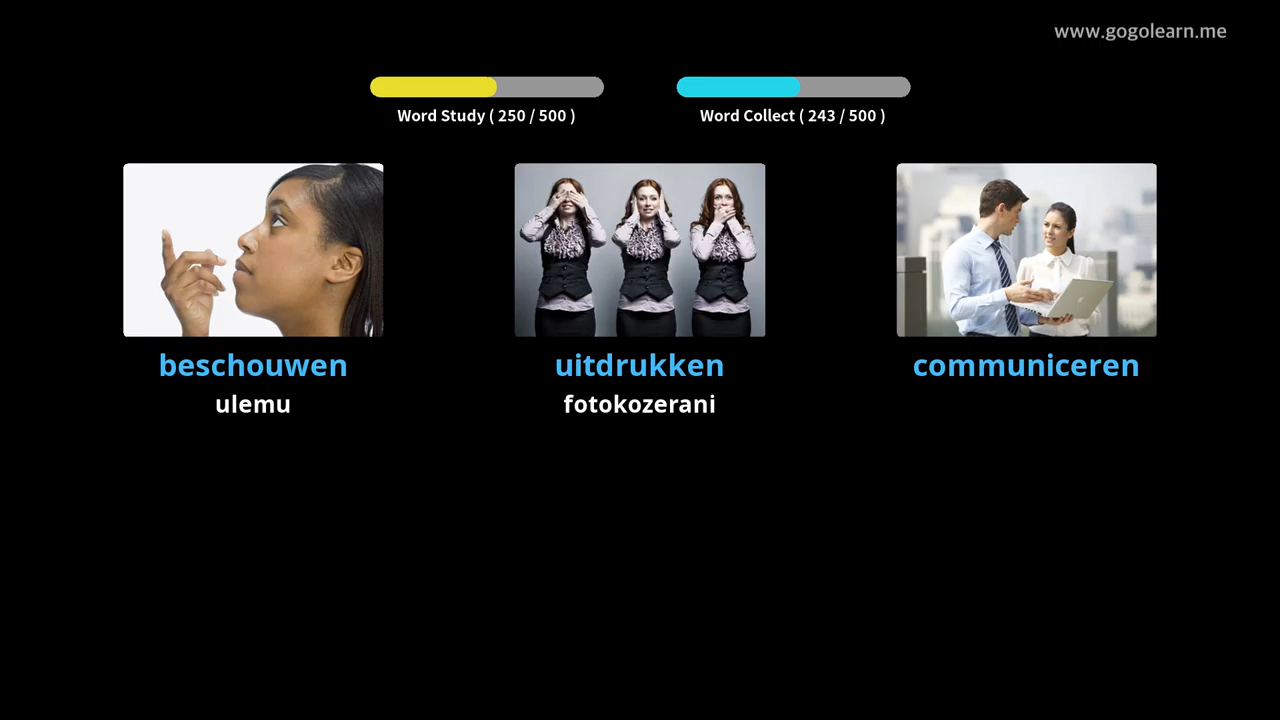 www.gogolearn.me
Word Study ( 250 / 500 )
Word Collect ( 243 / 500 )
beschouwen
uitdrukken
communiceren
ulemu
fotokozerani